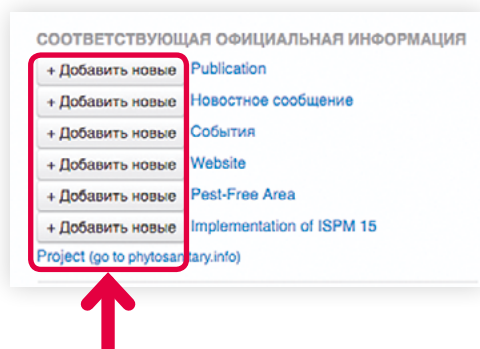 СООТВЕТСТВУЮЩАЯ ОФИЦИАЛЬНАЯ ИНФОРМАЦИЯ
+ Добавить новые Publication
+ Добавить новые Новостное сообщение
+ Добавить новые События
+ Добавить новые Website
+ Добавить новые Pest-Free Area
+ Добавить новые Implementation of ISPM 15
Project (go to phytosanitary.info)